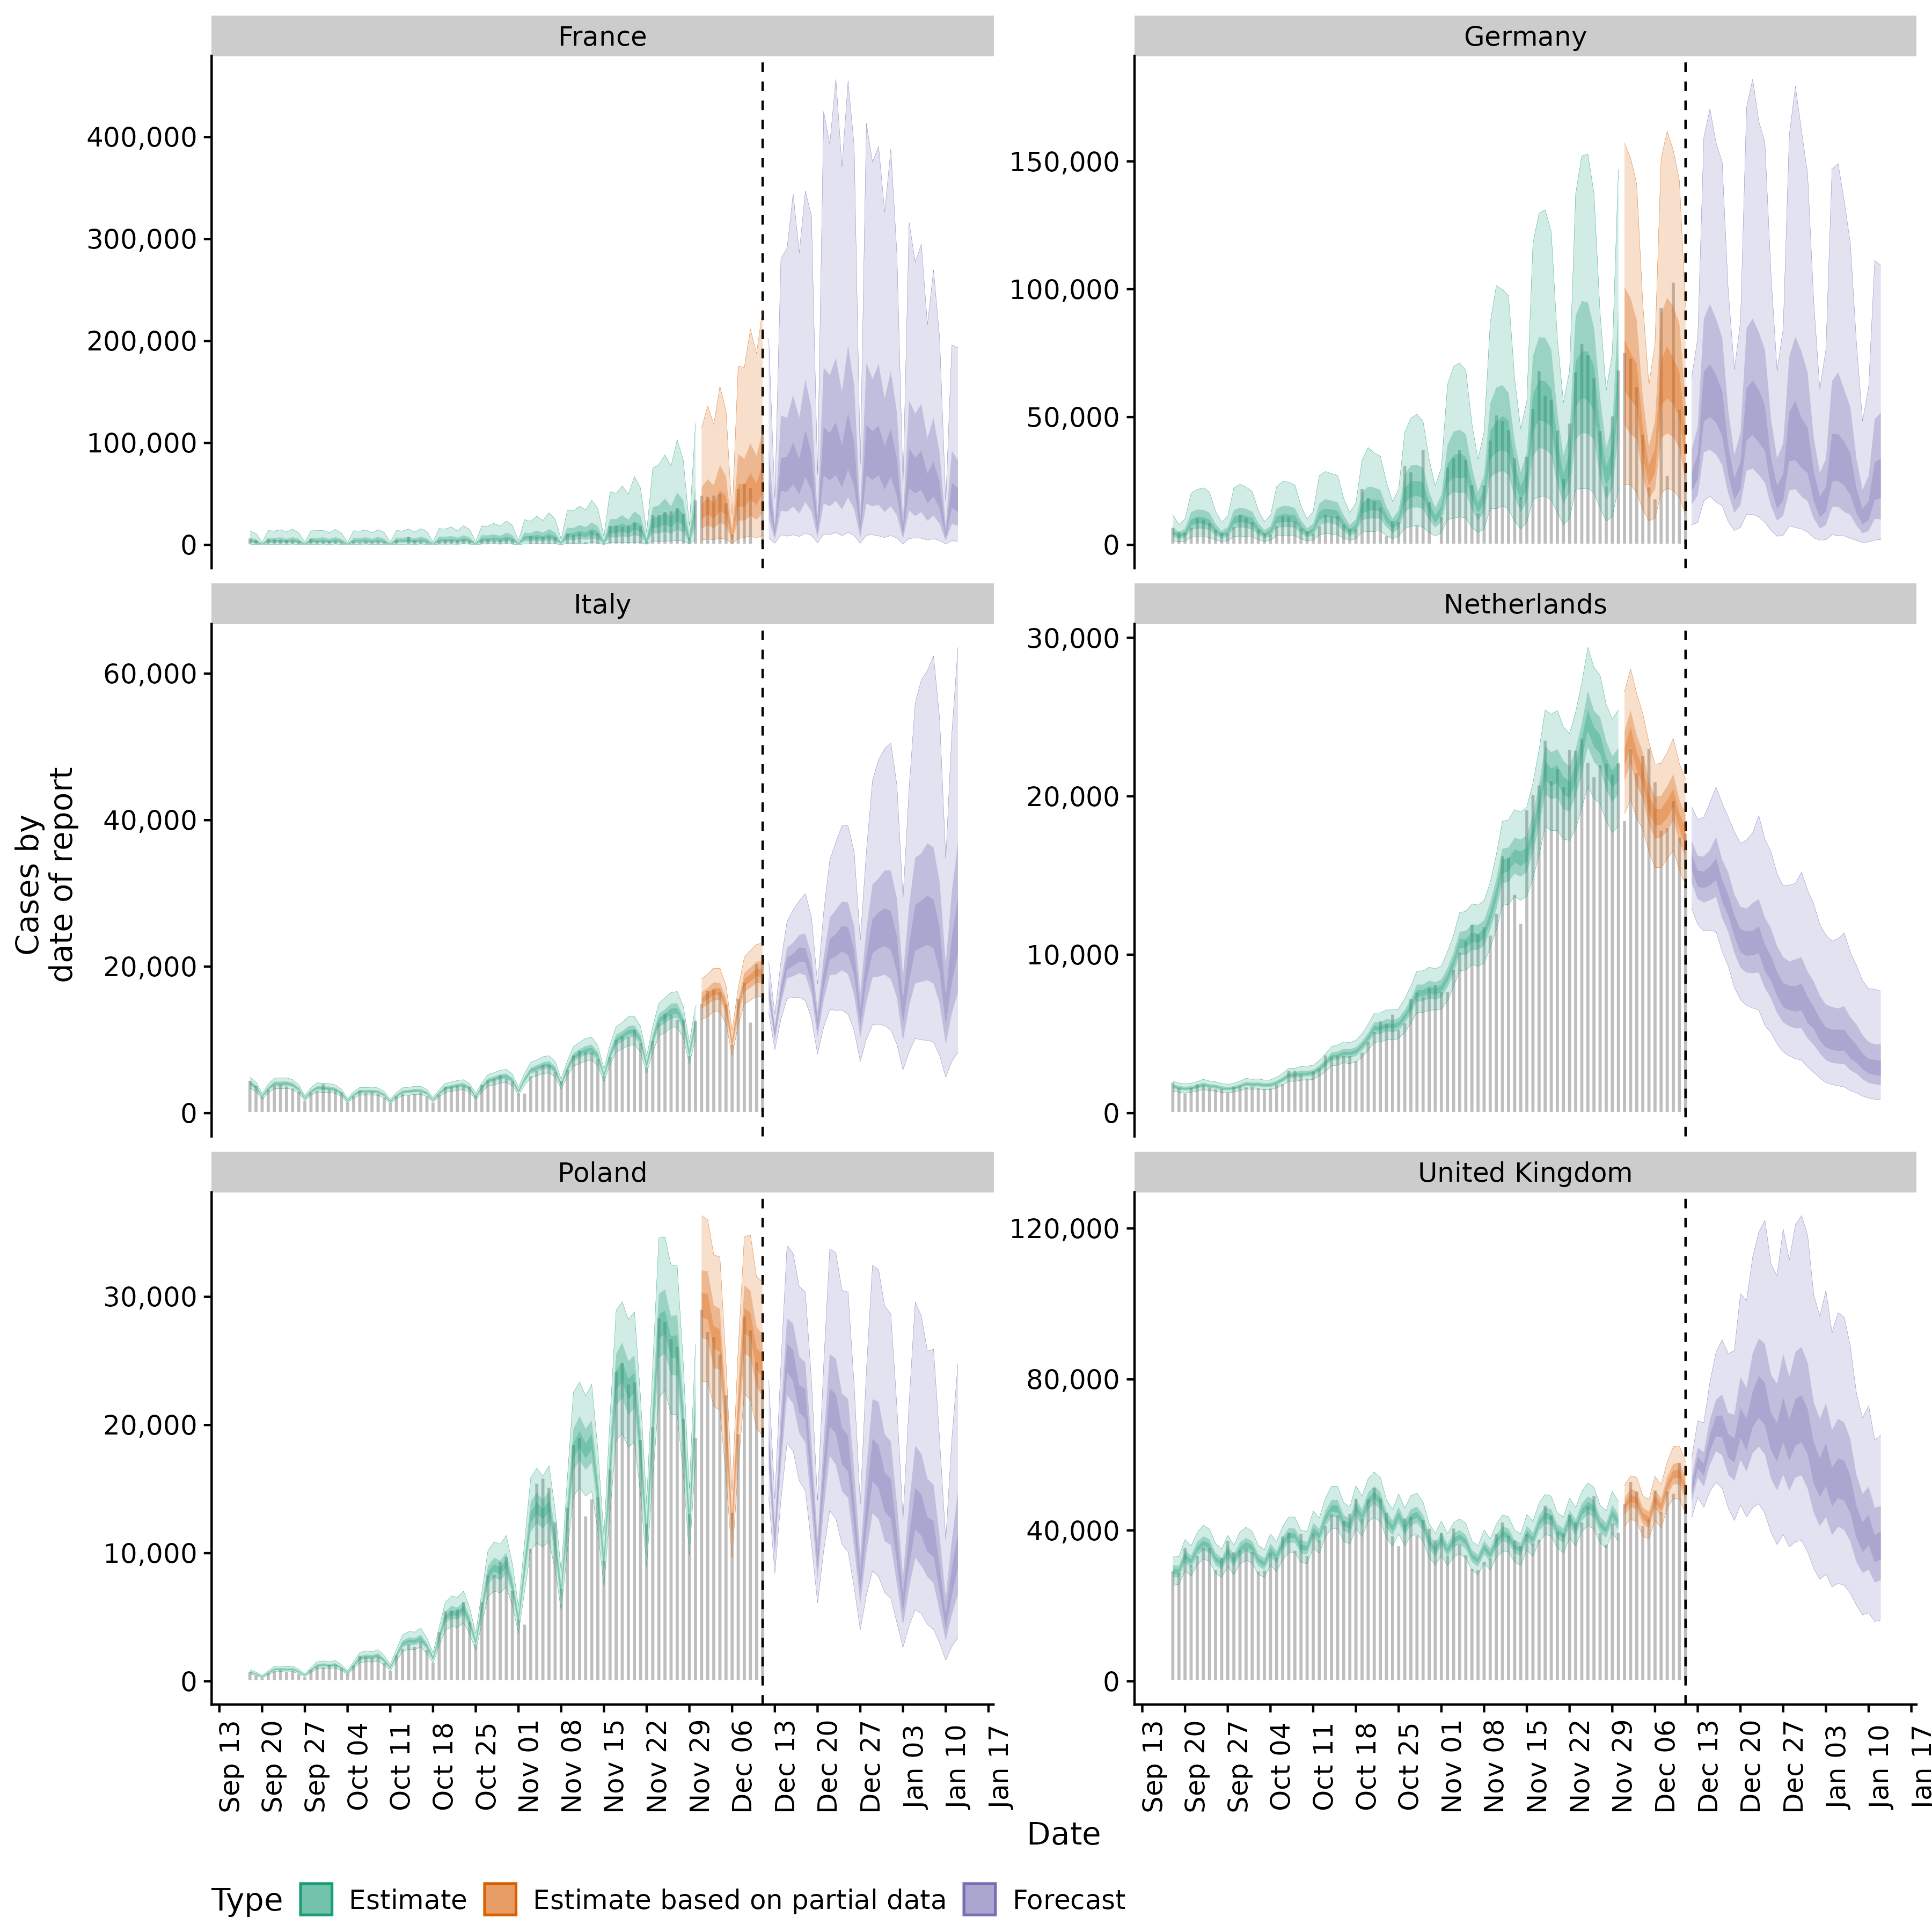 France
Germany
400,000
300,000
200,000
100,000
0
150,000
100,000
50,000
0
Italy
Netherlands
60,000
40,000
20,000
0
30,000
20,000
10,000
0
Cases by
date of report
Poland
United Kingdom
30,000
20,000
10,000
0
120,000
80,000
40,000
0
Sep 13
Sep 20
Sep 27
Oct 04
Oct 11
Oct 18
Oct 25
Nov 01
Nov 08
Nov 15
Nov 22
Nov 29
Dec 06
Dec 13
Dec 20
Dec 27
Jan 03
Jan 10
Jan 17
Sep 13
Sep 20
Sep 27
Oct 04
Oct 11
Oct 18
Oct 25
Nov 01
Nov 08
Nov 15
Nov 22
Nov 29
Dec 06
Dec 13
Dec 20
Dec 27
Jan 03
Jan 10
Jan 17
Date
Type Estimate Estimate based on partial data Forecast